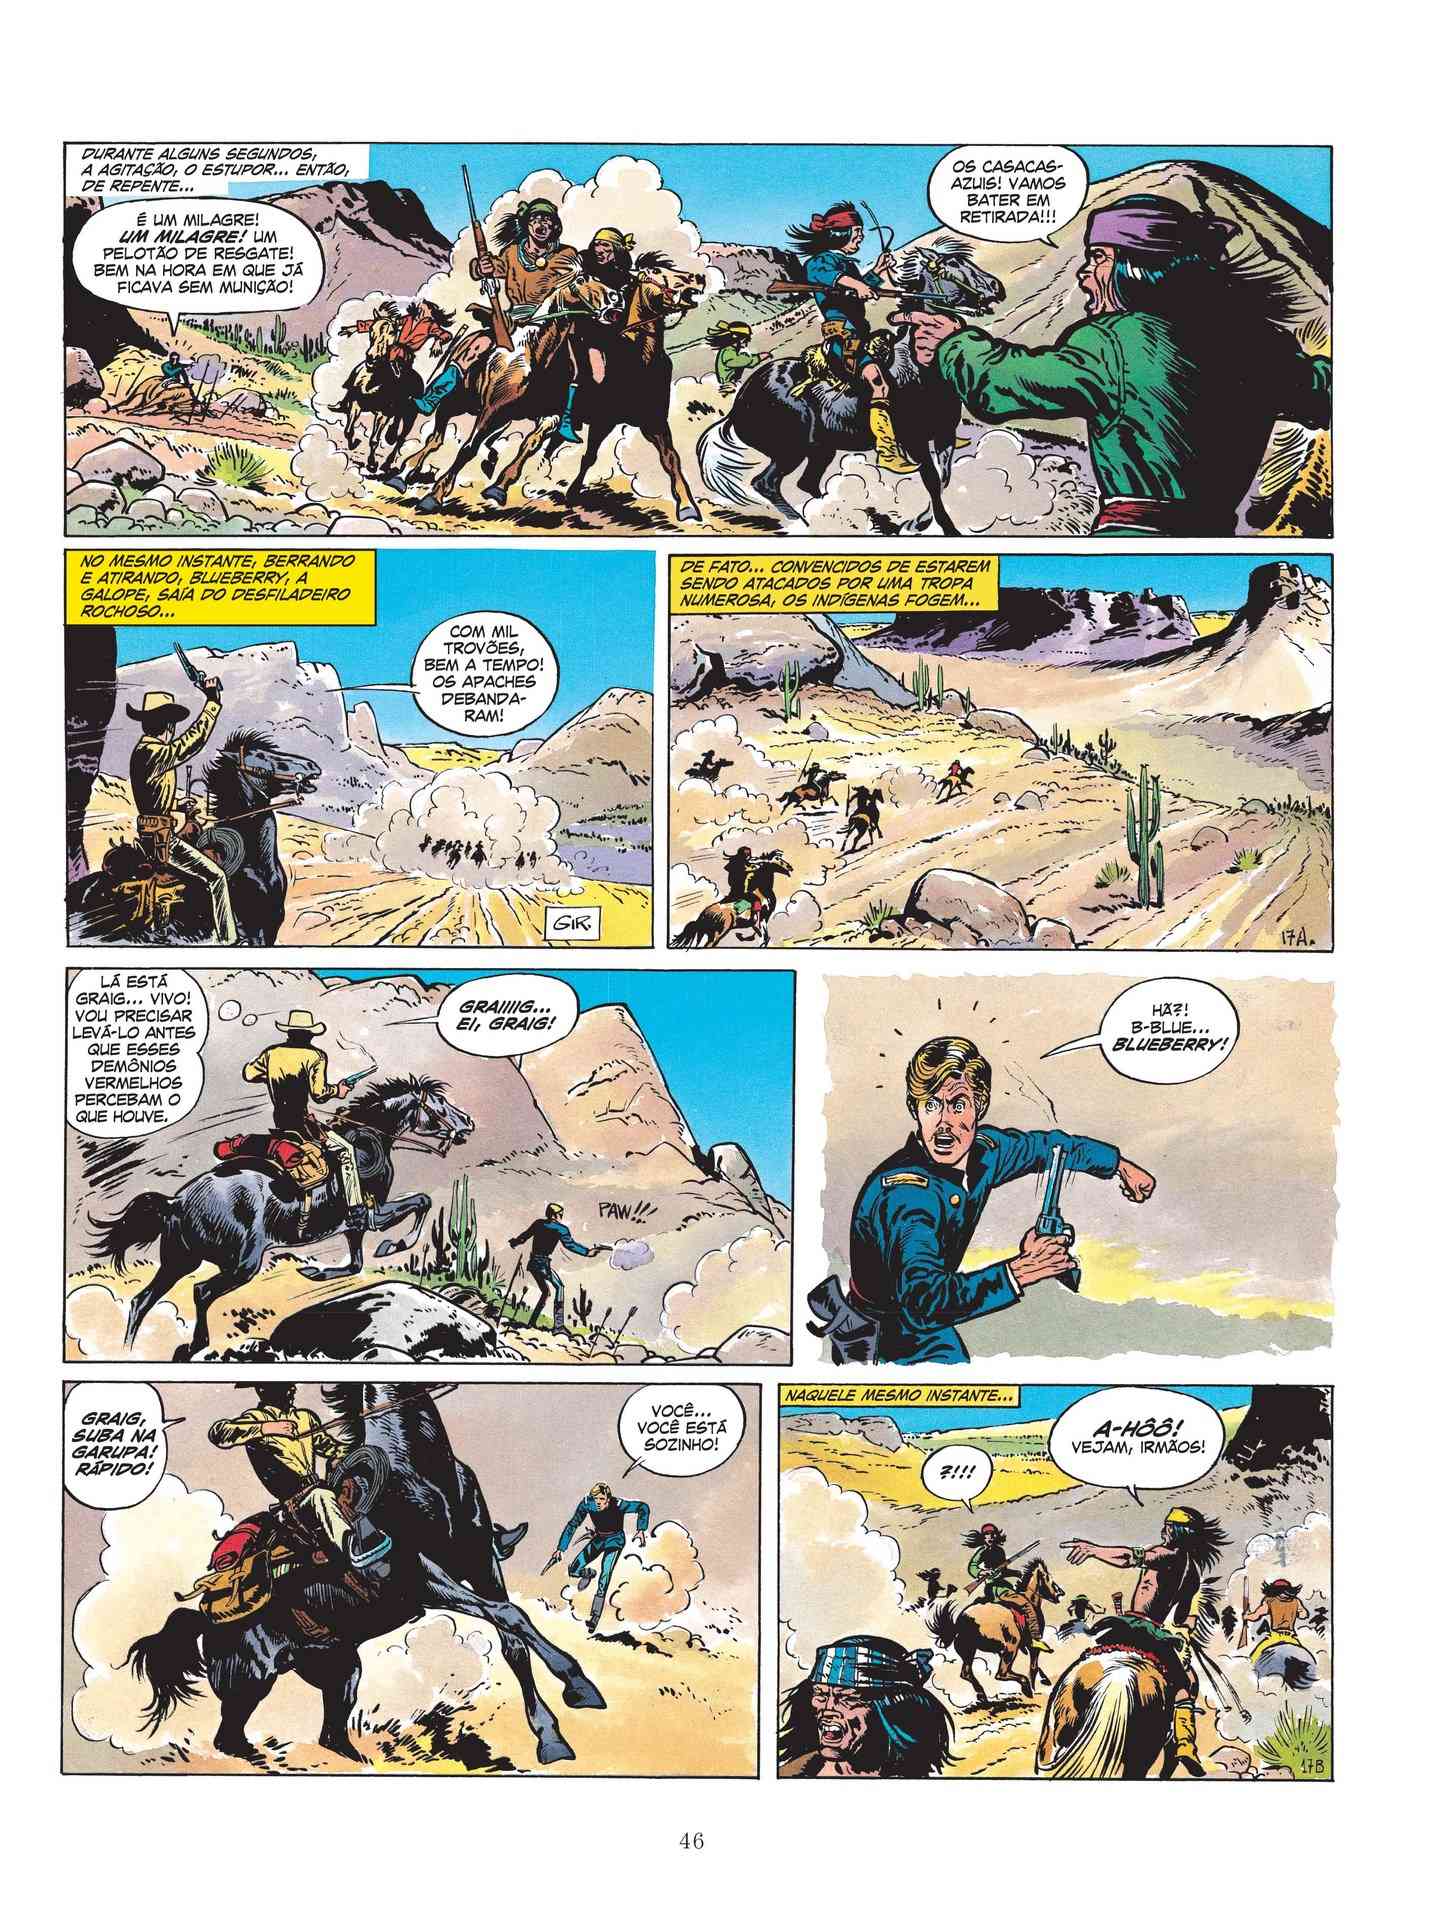 DURANTE ALGUNS SEGUNDOS,
A AGITAÇÃO, O ESTUPOR... ENTÃO,
DE REPENTE...
É UM MILAGRE!
UM MILAGRE! UM
PELOTÃO DE RESGATE!
BEM NA HORA EM QUE JÁ
FICAVA SEM MUNIÇÃO!
PAW!
OS CASACAS-
AZUIS! VAMOS
BATER EM
RETIRADA!!!
NO MESMO INSTANTE, BERRANDO
E ATIRANDO, BLUEBERRY, A
GALOPE, SAÍA DO DESFILADEIRO
ROCHOSO...
COM MIL
TROVÕES,
BEM A TEMPO!
OS APACHES
DEBANDA-
RAM!
GIR.
DE FATO... CONVENCIDOS DE ESTAREM
SENDO ATACADOS POR UMA TROPA
NUMEROSA, OS INDÍGENAS FOGEM...
17A.
LÁ ESTÁ
GRAIG... VIVO!
VOU PRECISAR
LEVÁ-LO ANTES
QUE ESSES
DEMÔNIOS
VERMELHOS
PERCEBAM O
QUE HOUVE.
GRAIIIIG...
EI, GRAIG!
PAW!!!
HÃ?!
B-BLUE...
BLUEBERRY!
GRAIG,
SUBA NA
GARUPA!
RÁPIDO!
VOCÊ...
VOCÊ ESTÁ
SOZINHO!
NAQUELE MESMO INSTANTE...
?!!!
A-HÔÔ!
VEJAM, IRMÃOS!
17B
46